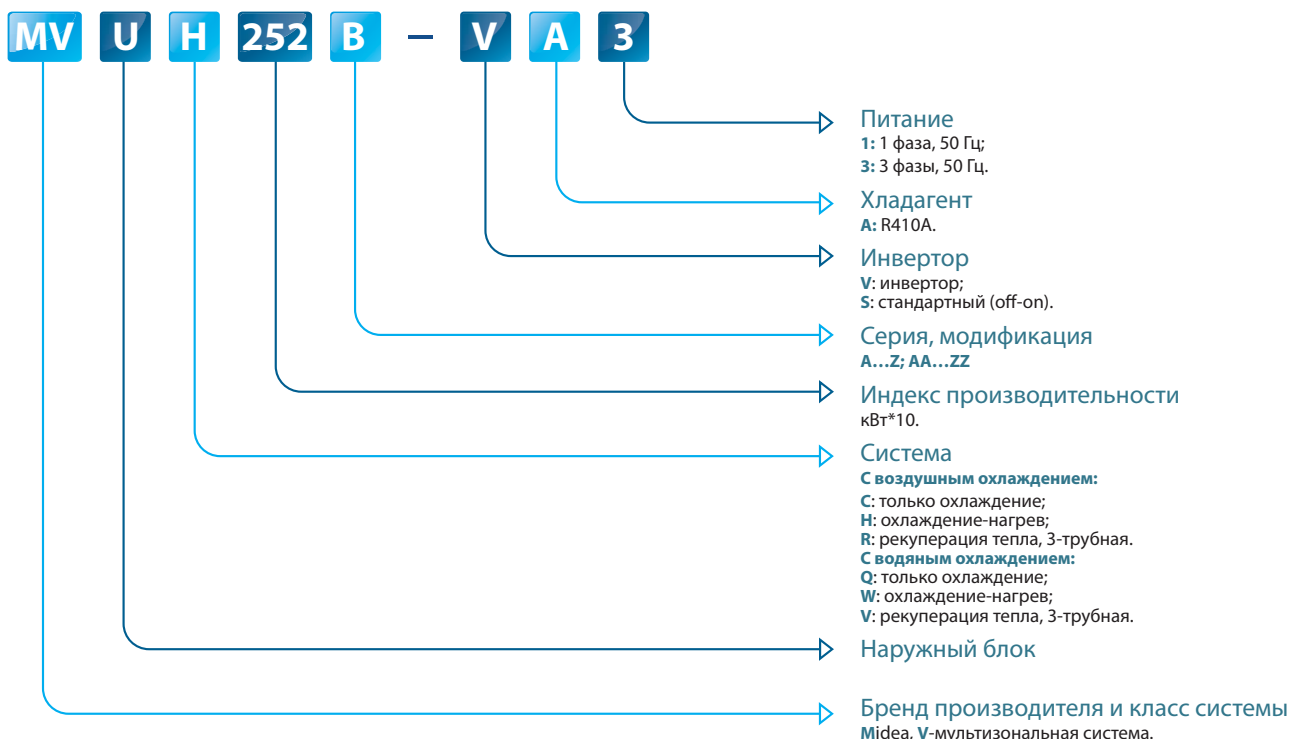 MV U H 252 B – V A 3
Питание
1: 1 фаза, 50 Гц;
3: 3 фазы, 50 Гц.
Хладагент
A: R410A.
Инвертор
V: инвертор;
S: стандартный (off-on).
Серия, модификация
A...Z; AA...ZZ
Индекс производительности
кВт*10.
Система
С воздушным охлаждением:
C: только охлаждение;
H: охлаждение-нагрев;
R: рекуперация тепла, 3-трубная.
С водяным охлаждением:
Q: только охлаждение;
W: охлаждение-нагрев;
V: рекуперация тепла, 3-трубная.
Наружный блок
Бренд производителя и класс системы
Midea, V-мультизональная система.